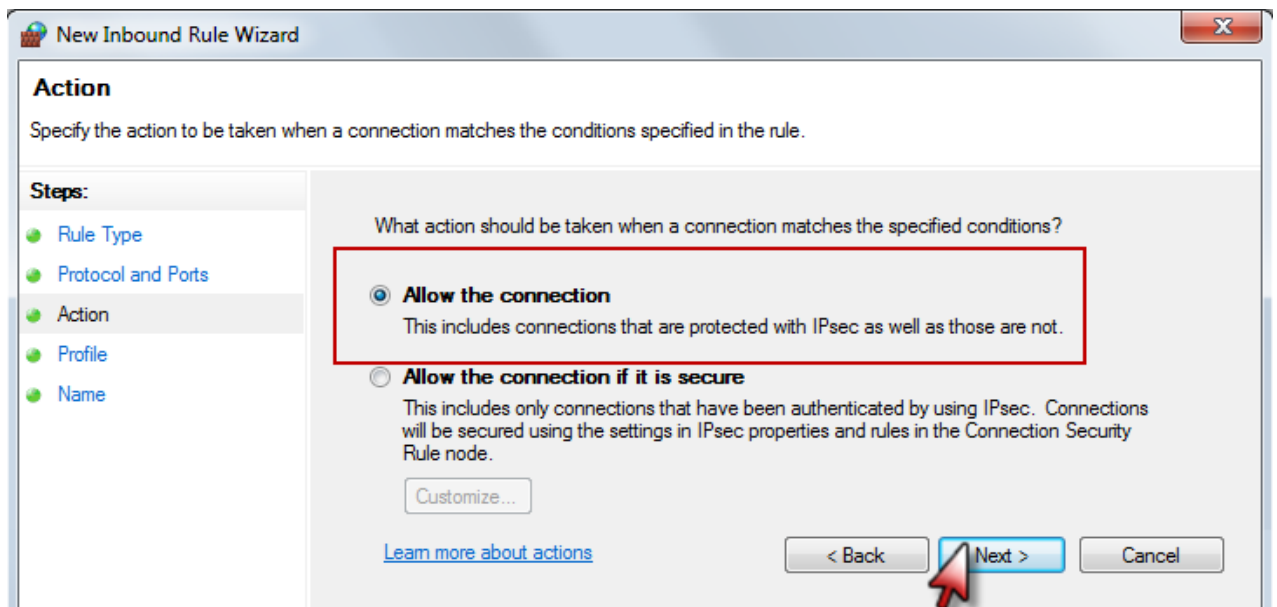 New Inbound Rule Wizard
X
Action
Specify the action to be taken when a connection matches the conditions specified in the rule.
Steps:
Rule Type
Protocol and Ports
Action
Profile
Name
What action should be taken when a connection matches the specified conditions?
Allow the connection
This includes connections that are protected with IPsec as well as those are not.
Allow the connection if it is secure
This includes only connections that have been authenticated by using IPsec. Connections
will be secured using the settings in IPsec properties and rules in the Connection Security
Rule node.
Customize...
Learn more about actions
< Back
Next >
Cancel